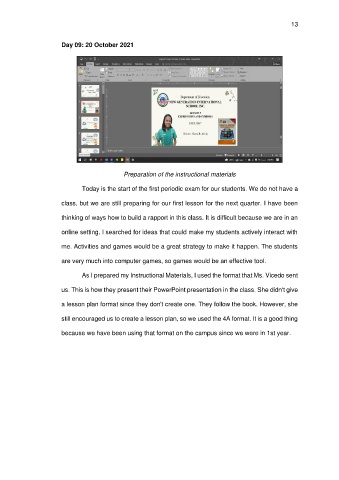 13
Day 09: 20 October 2021
Department of Education
NEW GENERATION INTERNATIONAL
SCHOOL INC.
Preparation of the instructional materials
Today is the start of the first periodic exam for our students. We do not have a
class, but we are still preparing for our first lesson for the next quarter. I have been
thinking of ways how to build a rapport in this class. It is difficult because we are in an
online setting. I searched for ideas that could make my students actively interact with
me. Activities and games would be a great strategy to make it happen. The students
are very much into computer games, so games would be an effective tool.
As I prepared my Instructional Materials, I used the format that Ms. Vicedo sent
us. This is how they present their PowerPoint presentation in the class. She didn't give
a lesson plan format since they don't create one. They follow the book. However, she
still encouraged us to create a lesson plan, so we used the 4A format. It is a good thing
because we have been using that format on the campus since we were in 1st year.